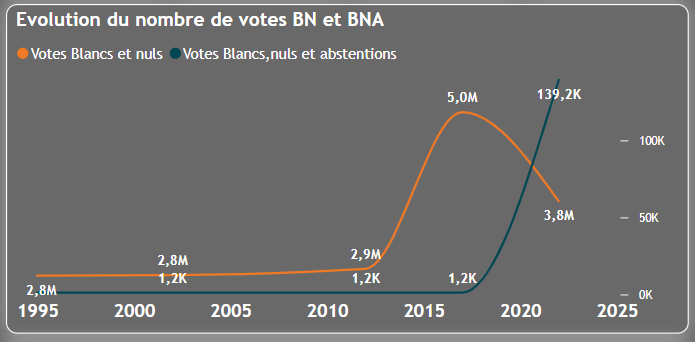 Evolution du nombre de votes BN et BNA
Votes Blancs et nuls Votes Blancs,nuls et abstentions
5,0M
139,2K
100K
3,8M
50K
2,8M
2,9M
1,2K 1,2K 1,2K
2,8M
0K
1995 2000 2005 2010 2015 2020 2025